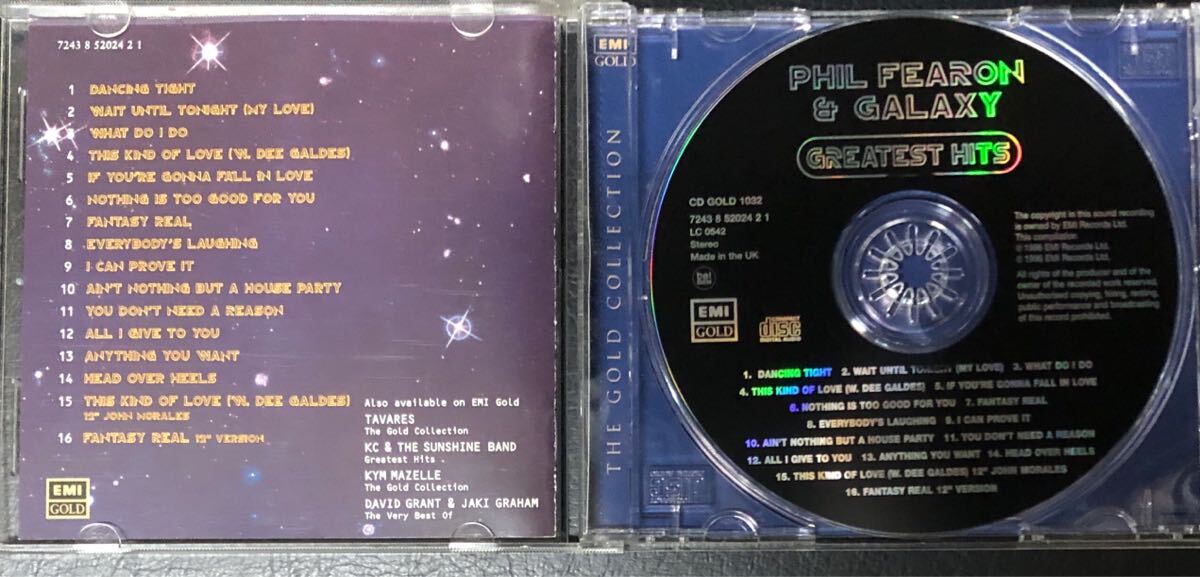 7243 8 52024 2 1
1 DANCING TIGHT
2 WAIT UNTIL TONIGHT (MY LOVE)
3 WHAT DO I DO
4 THIS KIND OF LOVE (W. DEE GALDES)
5 IF YOU'RE GONNA FALL IN LOVE
6 NOTHING IS TOO GOOD FOR YOU
7 FANTASY REAL
8 EVERYBODY'S LAUGHING
9 I CAN PROVE IT
10 AIN'T NOTHING BUT A HOUSE PARTY
11 YOU DON'T NEED A REASON
12 ALL I GIVE TO YOU
13 ANYTHING YOU WANT
14 HEAD OVER HEELS
15 THIS KIND OF LOVE (W. DEE GALDES)
12" JOHN MORALES
16 FANTASY REAL 12" VERSION
Also available on EMI Gold
TAVARES
The Gold Collection
KC & THE SUNSHINE BAND
Greatest Hits
KYM MAZELLE
The Gold Collection
DAVID GRANT & JAKI GRAHAM
The Very Best Of
EMI
GOLD
EMI
GOLD
THE GOLD COLLECTION
PHIL FEARON
& GALAXY
GREATEST HITS
CD GOLD 1032
7243 8 52024 2 1
LC 0542
Stereo
Made in the UK
The copyright in this sound recording
is owned by EMI Records Ltd.
This compilation
℗ 1996 EMI Records Ltd.
© 1996 EMI Records Ltd.
All rights of the producer and of the
owner of the recorded work reserved.
Unauthorised copying, hiring, renting,
public performance and broadcasting
of this record prohibited.
EMI
GOLD
COMPACT
disc
DIGITAL AUDIO
1. DANCING TIGHT 2. WAIT UNTIL TONIGHT (MY LOVE) 3. WHAT DO I DO
4. THIS KIND OF LOVE (W. DEE GALDES) 5. IF YOU'RE GONNA FALL IN LOVE
6. NOTHING IS TOO GOOD FOR YOU 7. FANTASY REAL
8. EVERYBODY'S LAUGHING 9. I CAN PROVE IT
10. AIN'T NOTHING BUT A HOUSE PARTY 11. YOU DON'T NEED A REASON
12. ALL I GIVE TO YOU 13. ANYTHING YOU WANT 14. HEAD OVER HEELS
15. THIS KIND OF LOVE (W. DEE GALDES) 12" JOHN MORALES
16. FANTASY REAL 12" VERSION